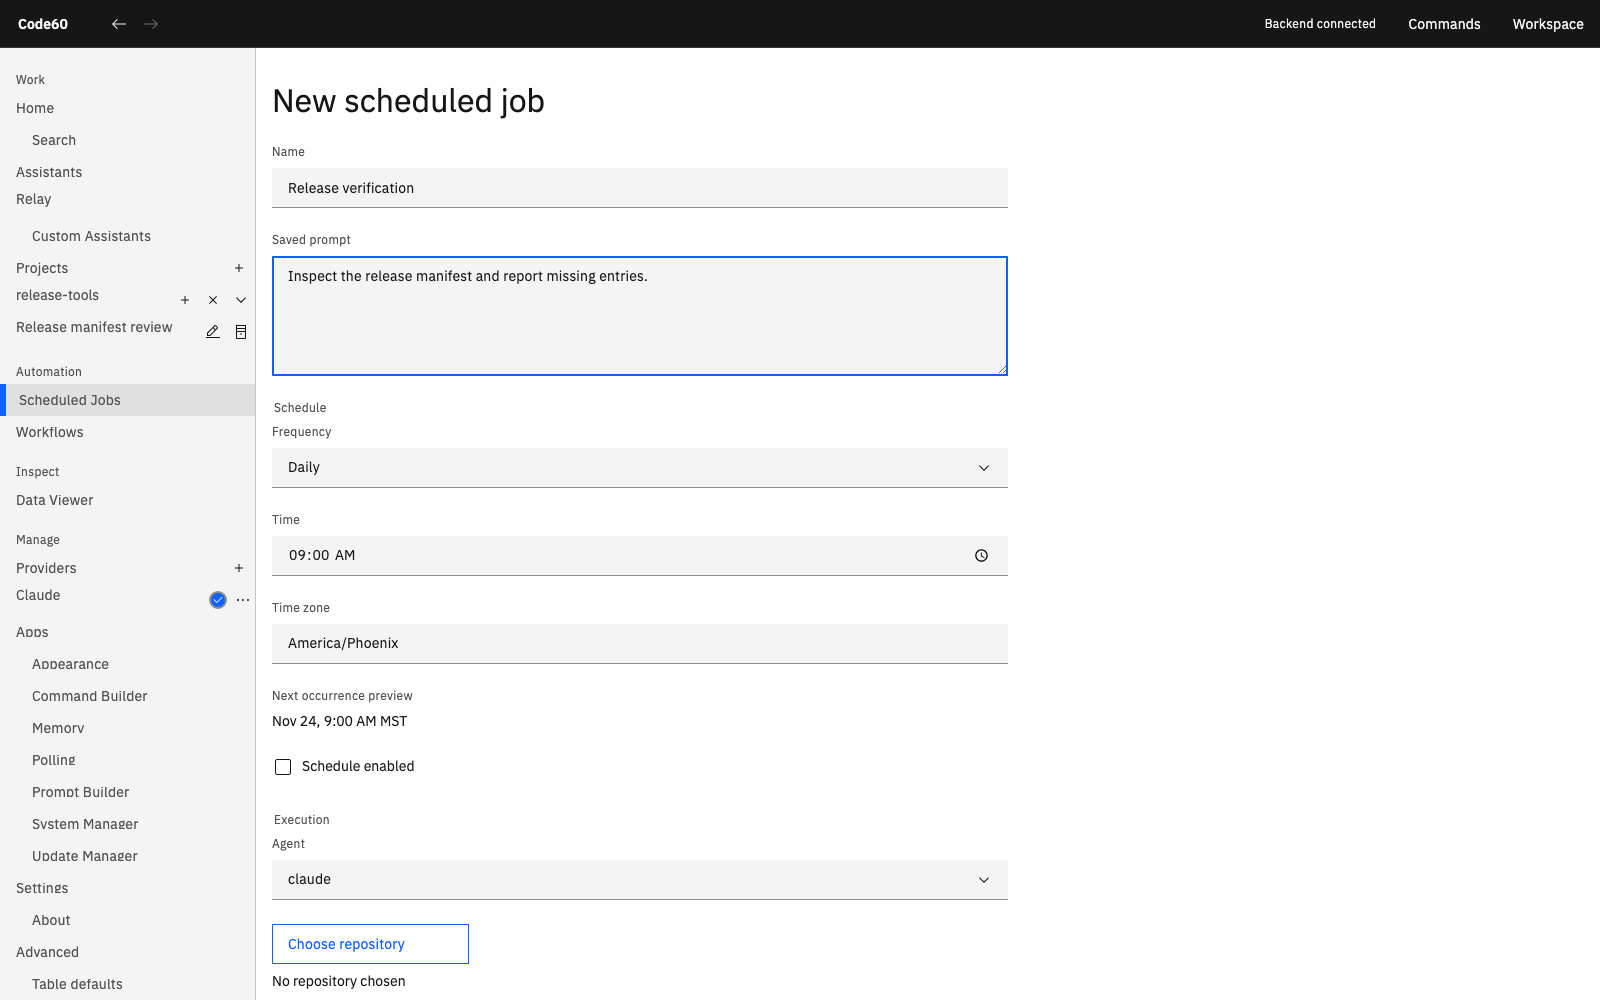 Code60
Backend connected
Commands
Workspace
Work
Home
Search
Assistants
Relay
Custom Assistants
Projects
release-tools
Release manifest review
Automation
Scheduled Jobs
Workflows
Inspect
Data Viewer
Manage
Providers
Claude
Apps
Appearance
Command Builder
Memory
Polling
Prompt Builder
System Manager
Update Manager
Settings
About
Advanced
Table defaults
New scheduled job
Name
Release verification
Saved prompt
Inspect the release manifest and report missing entries.
Schedule
Frequency
Daily
Time
09:00 AM
Time zone
America/Phoenix
Next occurrence preview
Nov 24, 9:00 AM MST
Schedule enabled
Execution
Agent
claude
Choose repository
No repository chosen